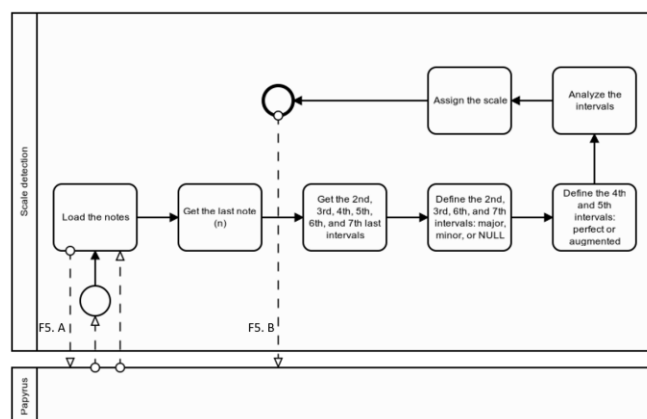 Scale detection
Assign the scale
Analyze the
intervals
Load the notes
Get the last note
(n)
Get the 2nd,
3rd, 4th, 5th,
6th, and 7th last
intervals
Define the 2nd,
3rd, 6th, and 7th
intervals: major,
minor, or NULL
Define the 4th
and 5th
intervals:
perfect or
augmented
F5. A
F5. B
Papyrus